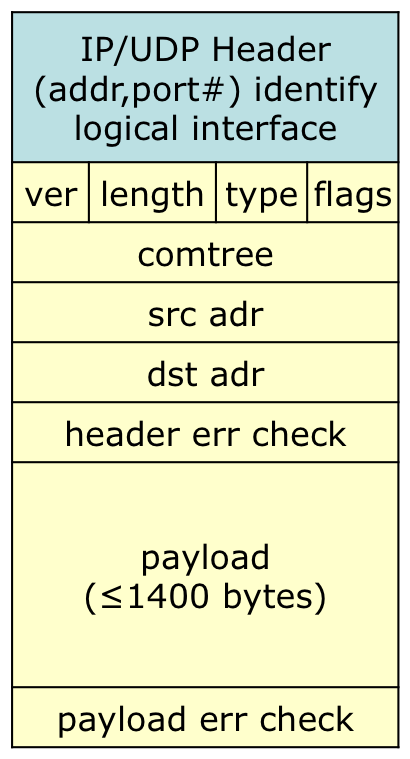 IP/UDP Header
(addr,port#) identify
logical interface
ver length type flags
comtree
src adr
dst adr
header err check
payload
(≤1400 bytes)
payload err check